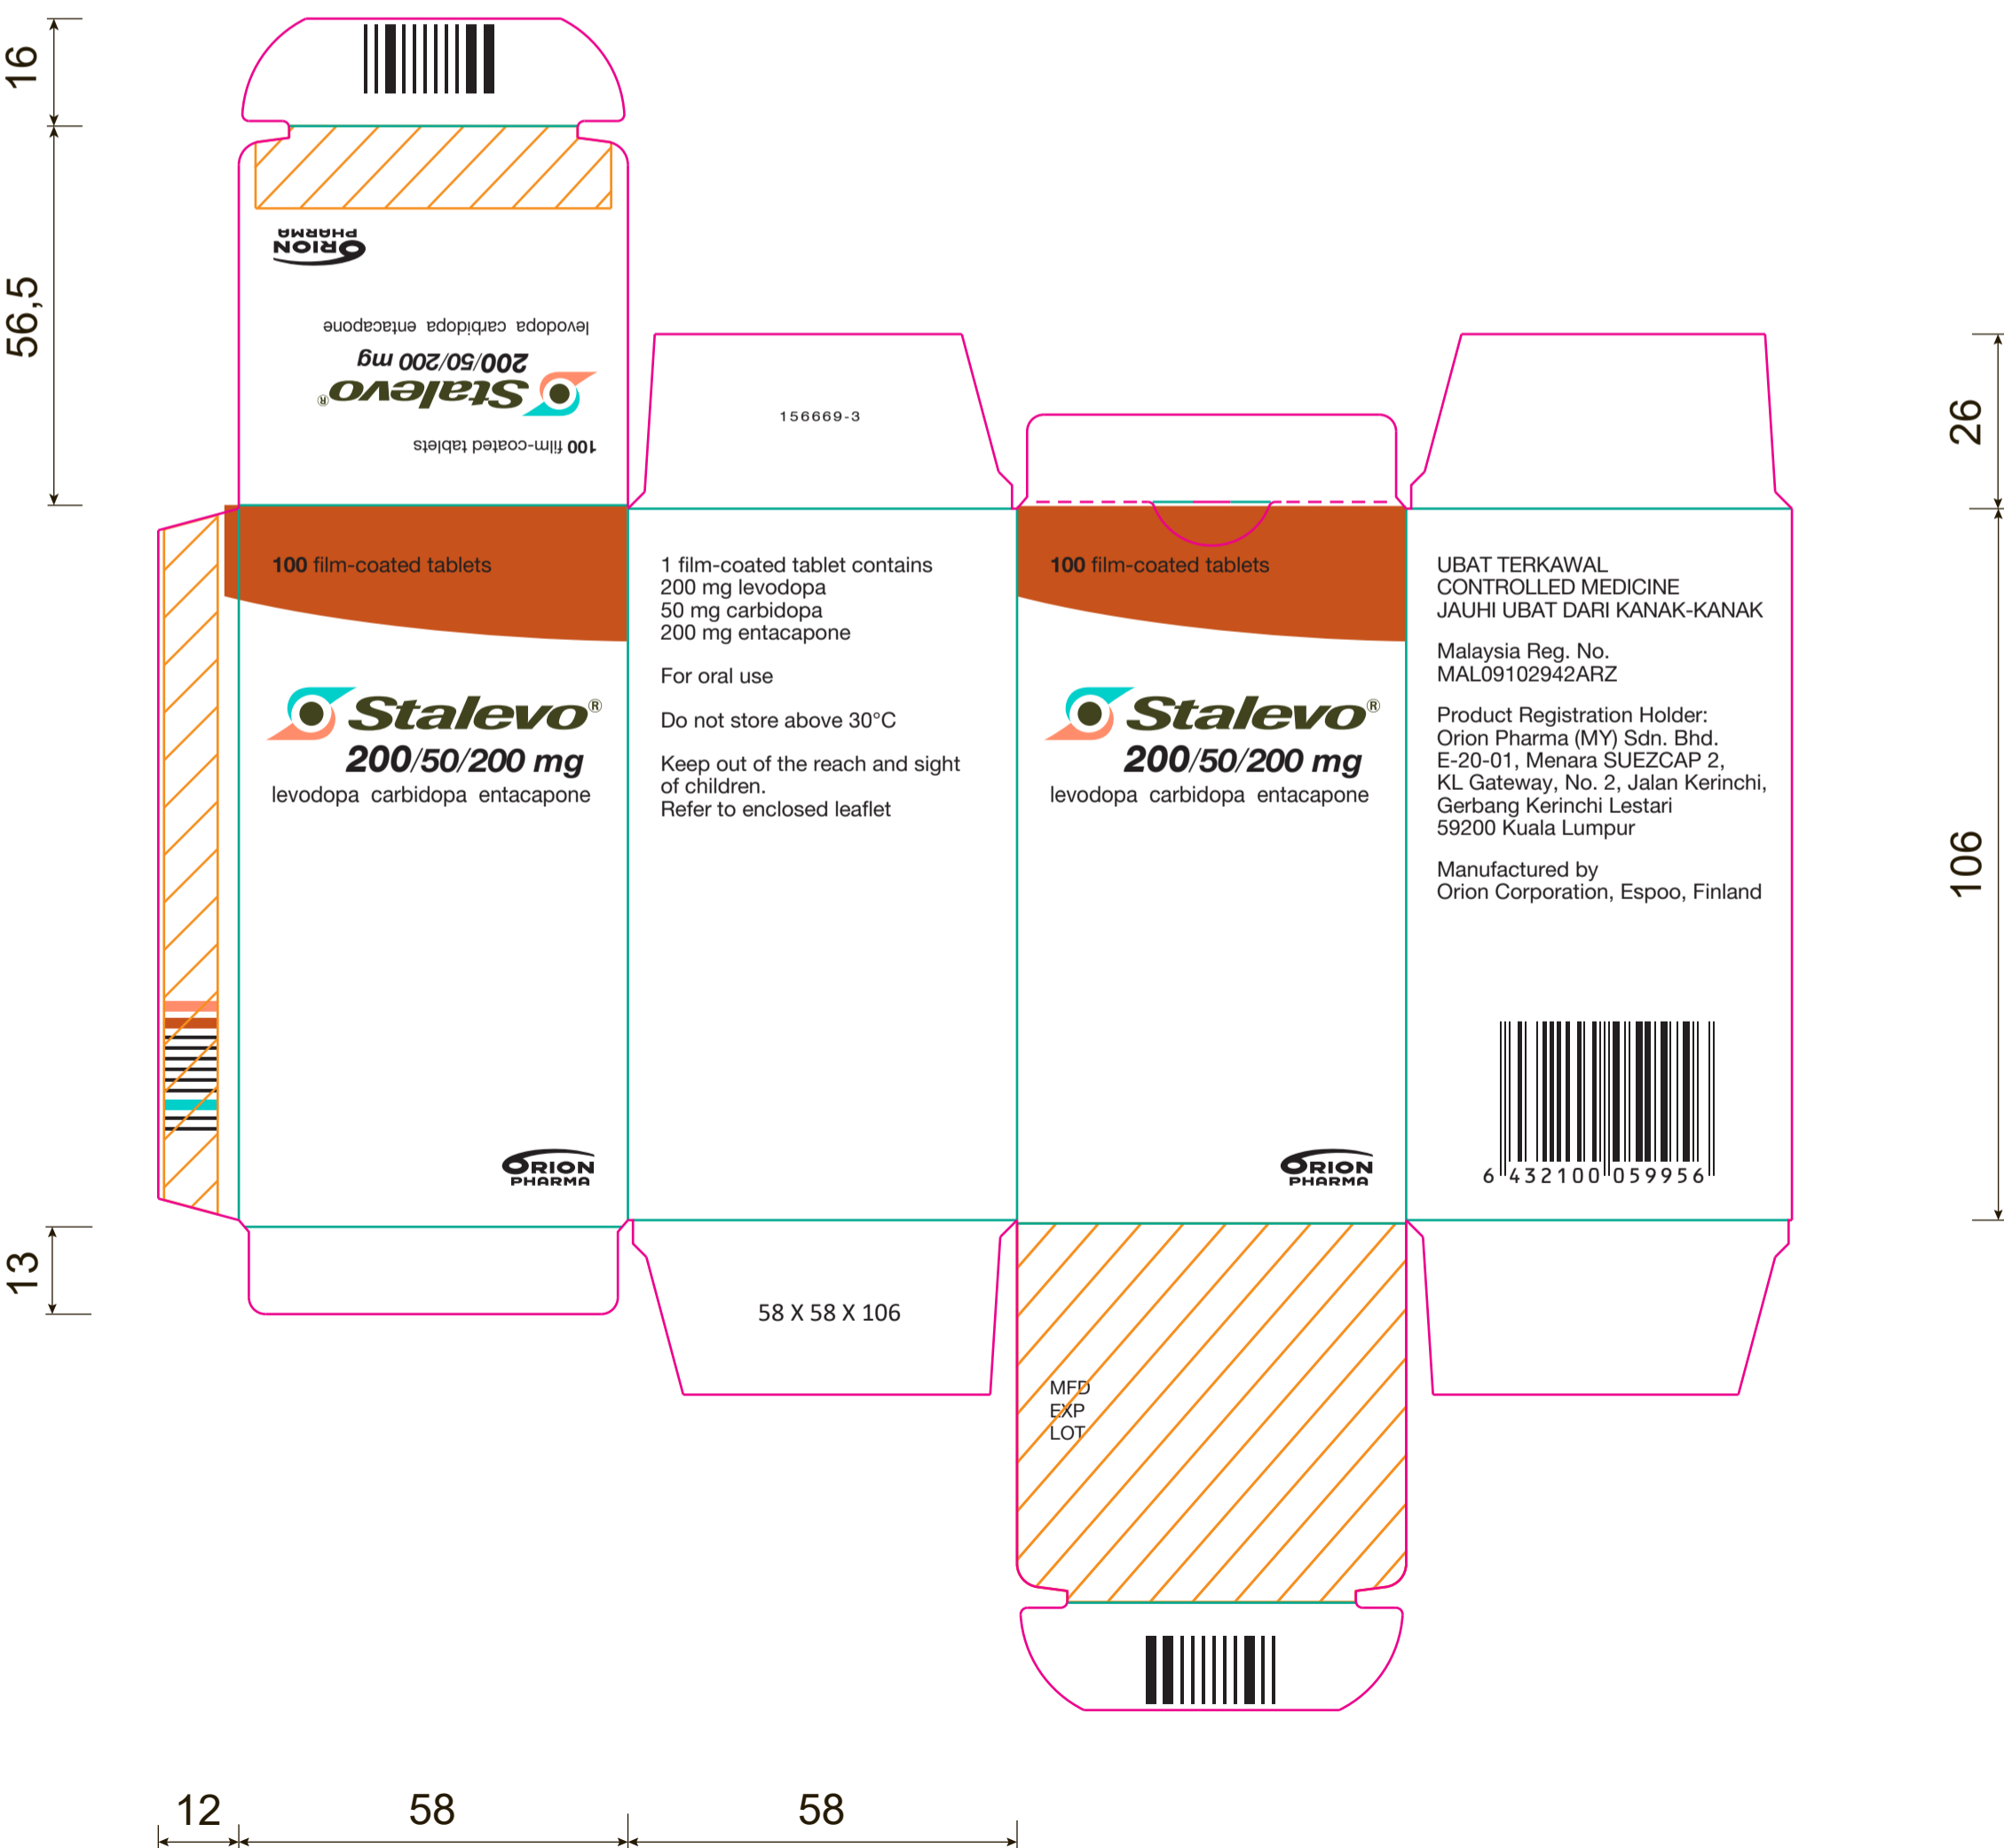 16
56,5
ORION
PHARMA
levodopa carbidopa entacapone
200/50/200 mg
Stalevo®
100 film-coated tablets
156669-3
26
100 film-coated tablets
Stalevo®
200/50/200 mg
levodopa carbidopa entacapone
ORION
PHARMA
1 film-coated tablet contains
200 mg levodopa
50 mg carbidopa
200 mg entacapone
For oral use
Do not store above 30°C
Keep out of the reach and sight
of children.
Refer to enclosed leaflet
100 film-coated tablets
Stalevo®
200/50/200 mg
levodopa carbidopa entacapone
ORION
PHARMA
UBAT TERKAWAL
CONTROLLED MEDICINE
JAUHI UBAT DARI KANAK-KANAK
Malaysia Reg. No.
MAL09102942ARZ
Product Registration Holder:
Orion Pharma (MY) Sdn. Bhd.
E-20-01, Menara SUEZCAP 2,
KL Gateway, No. 2, Jalan Kerinchi,
Gerbang Kerinchi Lestari
59200 Kuala Lumpur
Manufactured by
Orion Corporation, Espoo, Finland
6 432100 059956
106
13
58 X 58 X 106
MFD
EXP
LOT
12
58
58